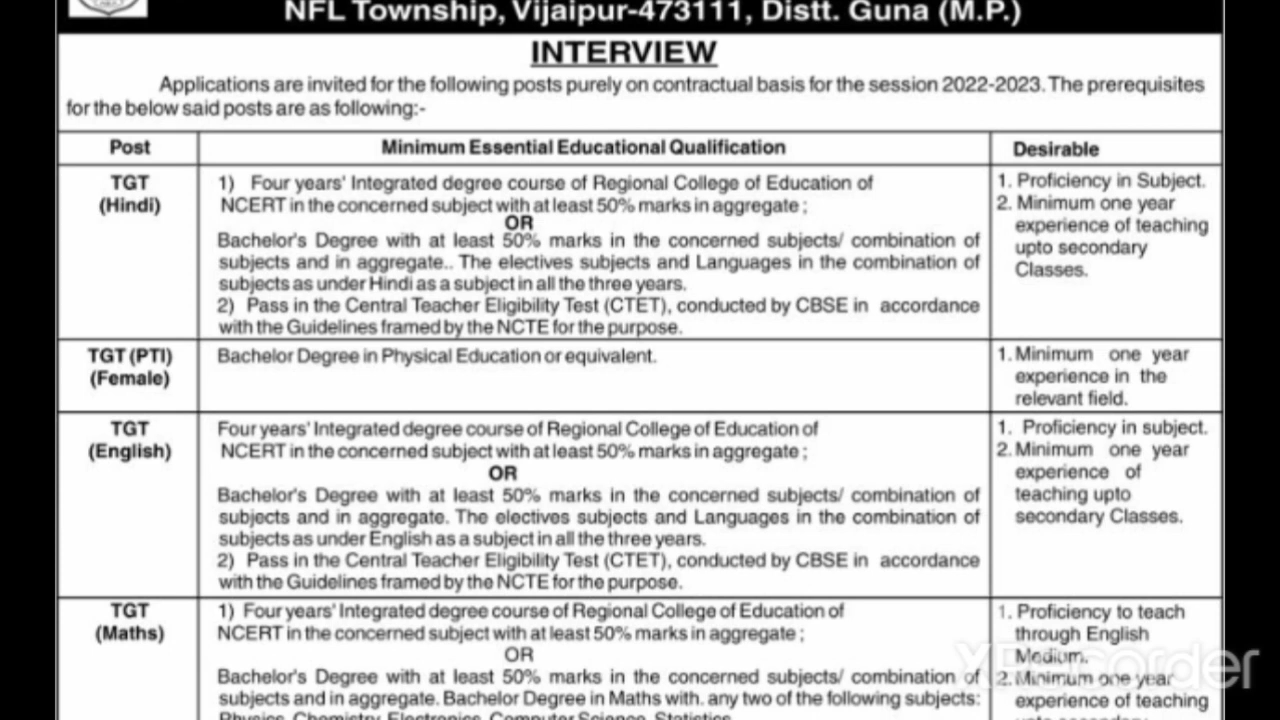 NFL Township, Vijaipur-473111, Distt. Guna (M.P.)
INTERVIEW
Applications are invited for the following posts purely on contractual basis for the session 2022-2023. The prerequisites
for the below said posts are as following:-
Post
Minimum Essential Educational Qualification
Desirable
TGT
(Hindi)
1) Four years' Integrated degree course of Regional College of Education of
NCERT in the concerned subject with at least 50% marks in aggregate ;
OR
Bachelor's Degree with at least 50% marks in the concerned subjects/ combination of
subjects and in aggregate.. The electives subjects and Languages in the combination of
subjects as under Hindi as a subject in all the three years.
2) Pass in the Central Teacher Eligibility Test (CTET), conducted by CBSE in accordance
with the Guidelines framed by the NCTE for the purpose.
1. Proficiency in Subject.
2. Minimum one year
experience of teaching
upto secondary
Classes.
TGT (PTI)
(Female)
Bachelor Degree in Physical Education or equivalent.
1. Minimum one year
experience in the
relevant field.
TGT
(English)
Four years' Integrated degree course of Regional College of Education of
NCERT in the concerned subject with at least 50% marks in aggregate ;
OR
Bachelor's Degree with at least 50% marks in the concerned subjects/ combination of
subjects and in aggregate. The electives subjects and Languages in the combination of
subjects as under English as a subject in all the three years.
2) Pass in the Central Teacher Eligibility Test (CTET), conducted by CBSE in accordance
with the Guidelines framed by the NCTE for the purpose.
1. Proficiency in subject.
2. Minimum one year
experience of
teaching upto
secondary Classes.
TGT
(Maths)
1) Four years' Integrated degree course of Regional College of Education of
NCERT in the concerned subject with at least 50% marks in aggregate ;
OR
Bachelor's Degree with at least 50% marks in the concerned subjects/ combination of
subjects and in aggregate. Bachelor Degree in Maths with, any two of the following subjects:
Physics, Chemistry, Electronics, Computer Science, Statistics
1. Proficiency to teach
through English
Medium.
2. Minimum one year
experience of teaching
upto secondary
XRecorder